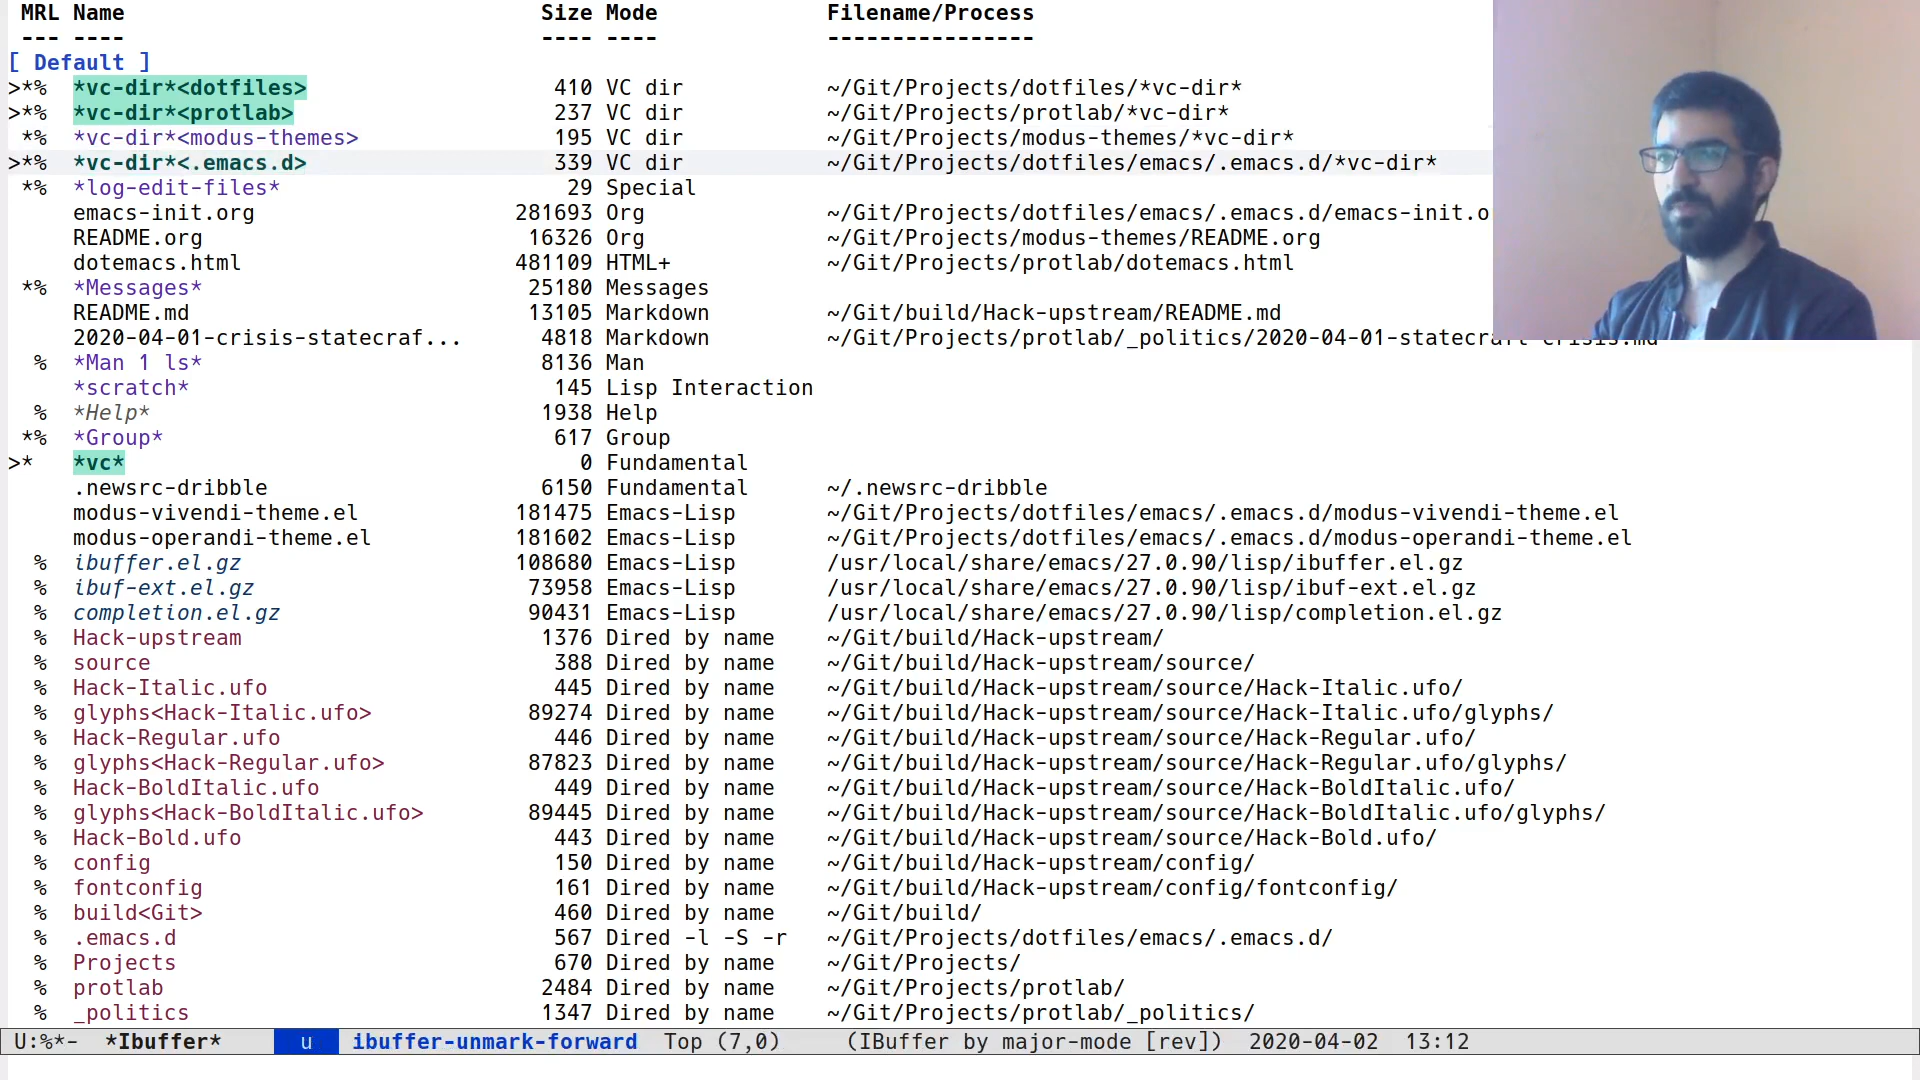 MRL Name Size Mode Filename/Process
--- ---- ---- ---- ----------------
[ Default ]
>*% *vc-dir*<dotfiles> 410 VC dir ~/Git/Projects/dotfiles/*vc-dir*
>*% *vc-dir*<protlab> 237 VC dir ~/Git/Projects/protlab/*vc-dir*
*% *vc-dir*<modus-themes> 195 VC dir ~/Git/Projects/modus-themes/*vc-dir*
>*% *vc-dir*<.emacs.d> 339 VC dir ~/Git/Projects/dotfiles/emacs/.emacs.d/*vc-dir*
*% *log-edit-files* 29 Special
emacs-init.org 281693 Org ~/Git/Projects/dotfiles/emacs/.emacs.d/emacs-init.o
README.org 16326 Org ~/Git/Projects/modus-themes/README.org
dotemacs.html 481109 HTML+ ~/Git/Projects/protlab/dotemacs.html
*% *Messages* 25180 Messages
README.md 13105 Markdown ~/Git/build/Hack-upstream/README.md
2020-04-01-crisis-statecraf... 4818 Markdown ~/Git/Projects/protlab/_politics/2020-04-01-statecraft-crisis.md
% *Man 1 ls* 8136 Man
*scratch* 145 Lisp Interaction
% *Help* 1938 Help
*% *Group* 617 Group
>* *vc* 0 Fundamental
.newsrc-dribble 6150 Fundamental ~/.newsrc-dribble
modus-vivendi-theme.el 181475 Emacs-Lisp ~/Git/Projects/dotfiles/emacs/.emacs.d/modus-vivendi-theme.el
modus-operandi-theme.el 181602 Emacs-Lisp ~/Git/Projects/dotfiles/emacs/.emacs.d/modus-operandi-theme.el
% ibuffer.el.gz 108680 Emacs-Lisp /usr/local/share/emacs/27.0.90/lisp/ibuffer.el.gz
% ibuf-ext.el.gz 73958 Emacs-Lisp /usr/local/share/emacs/27.0.90/lisp/ibuf-ext.el.gz
% completion.el.gz 90431 Emacs-Lisp /usr/local/share/emacs/27.0.90/lisp/completion.el.gz
% Hack-upstream 1376 Dired by name ~/Git/build/Hack-upstream/
% source 388 Dired by name ~/Git/build/Hack-upstream/source/
% Hack-Italic.ufo 445 Dired by name ~/Git/build/Hack-upstream/source/Hack-Italic.ufo/
% glyphs<Hack-Italic.ufo> 89274 Dired by name ~/Git/build/Hack-upstream/source/Hack-Italic.ufo/glyphs/
% Hack-Regular.ufo 446 Dired by name ~/Git/build/Hack-upstream/source/Hack-Regular.ufo/
% glyphs<Hack-Regular.ufo> 87823 Dired by name ~/Git/build/Hack-upstream/source/Hack-Regular.ufo/glyphs/
% Hack-BoldItalic.ufo 449 Dired by name ~/Git/build/Hack-upstream/source/Hack-BoldItalic.ufo/
% glyphs<Hack-BoldItalic.ufo> 89445 Dired by name ~/Git/build/Hack-upstream/source/Hack-BoldItalic.ufo/glyphs/
% Hack-Bold.ufo 443 Dired by name ~/Git/build/Hack-upstream/source/Hack-Bold.ufo/
% config 150 Dired by name ~/Git/build/Hack-upstream/config/
% fontconfig 161 Dired by name ~/Git/build/Hack-upstream/config/fontconfig/
% build<Git> 460 Dired by name ~/Git/build/
% .emacs.d 567 Dired -l -S -r ~/Git/Projects/dotfiles/emacs/.emacs.d/
% Projects 670 Dired by name ~/Git/Projects/
% protlab 2484 Dired by name ~/Git/Projects/protlab/
% _politics 1347 Dired by name ~/Git/Projects/protlab/_politics/
U:%*- *Ibuffer* u ibuffer-unmark-forward Top (7,0) (IBuffer by major-mode [rev]) 2020-04-02 13:12